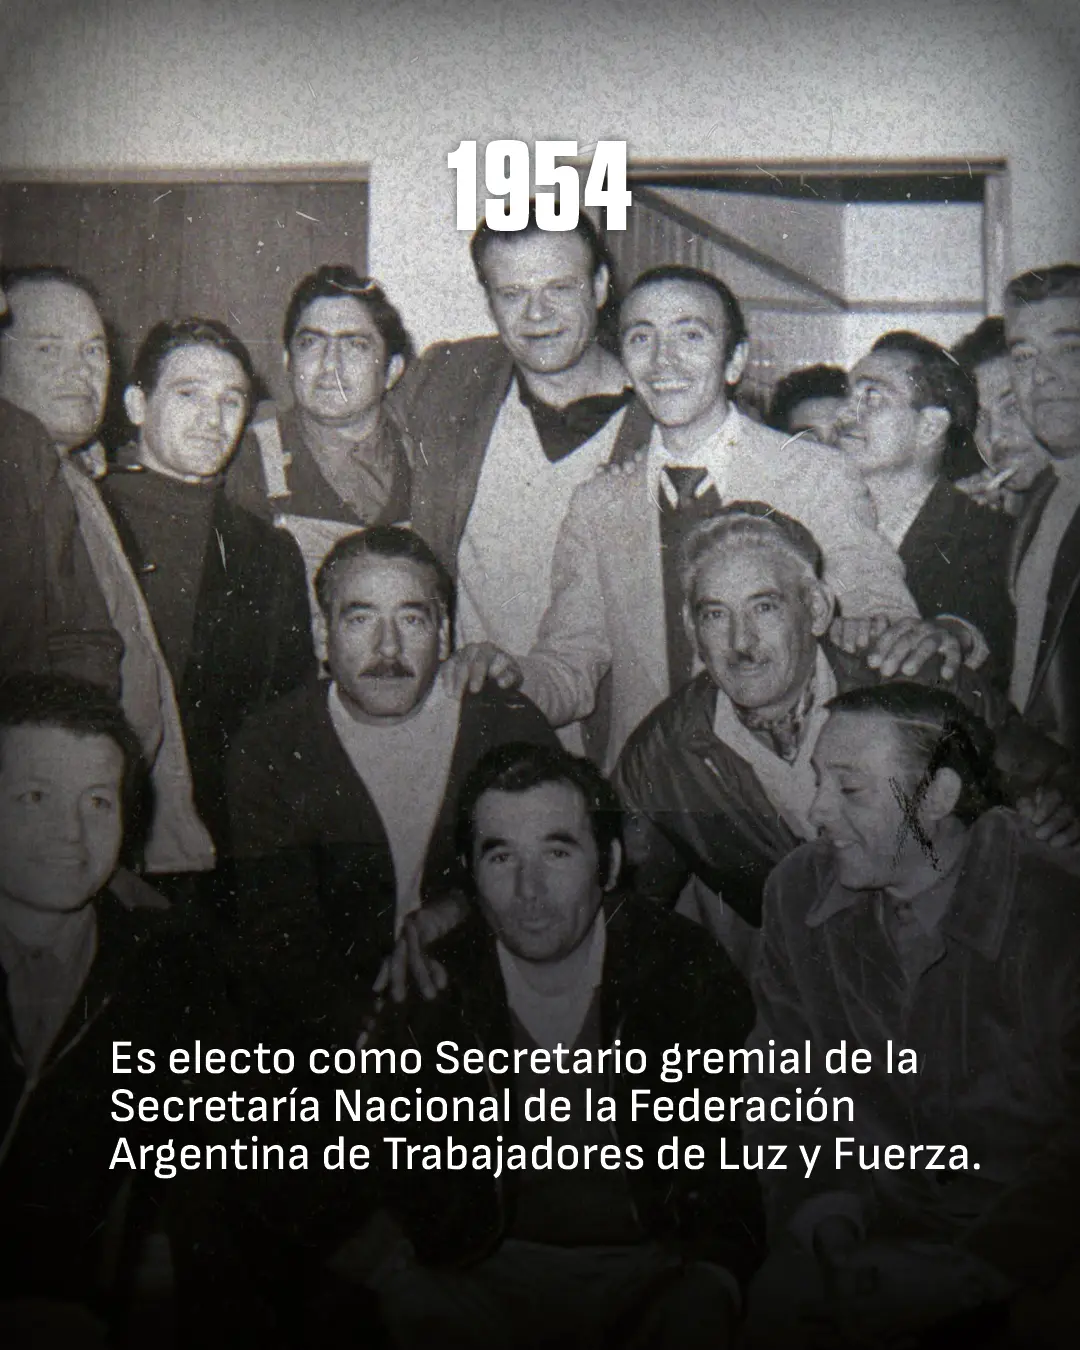 1954
Es electo como Secretario gremial de la
Secretaría Nacional de la Federación
Argentina de Trabajadores de Luz y Fuerza.